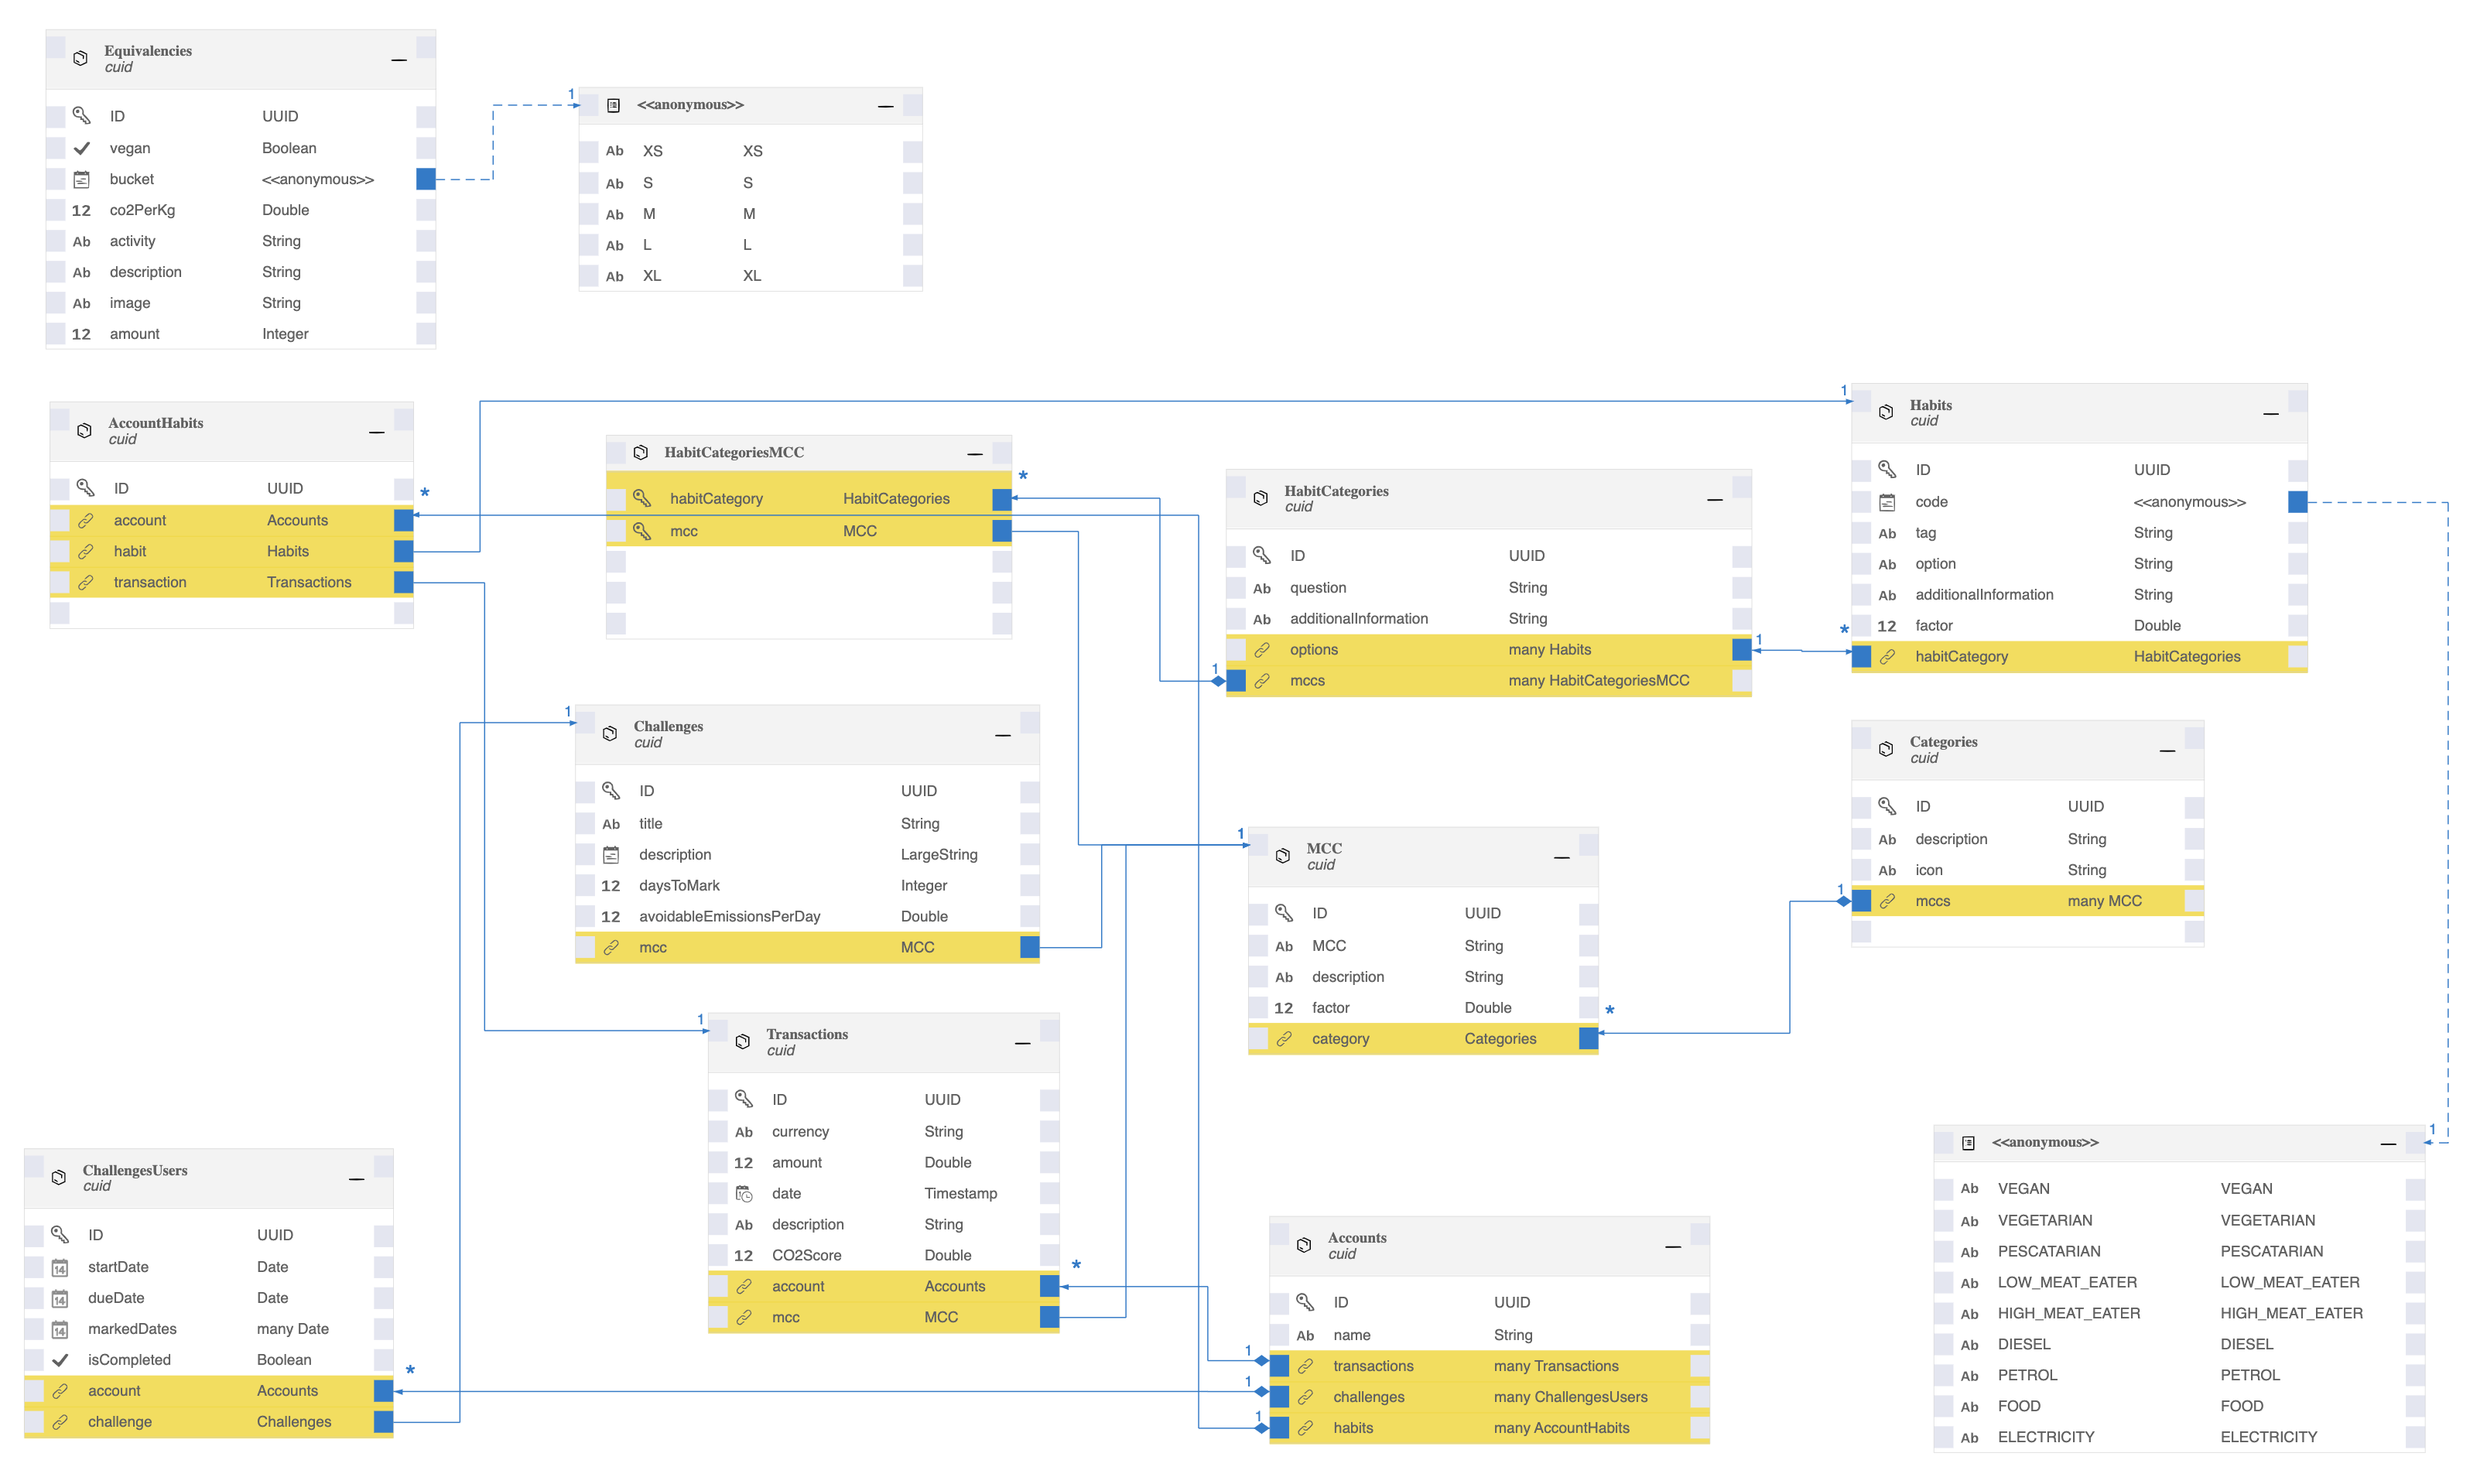 Equivalencies
cuid
ID UUID
vegan Boolean
bucket <<anonymous>>
12 co2PerKg Double
Ab activity String
Ab description String
Ab image String
12 amount Integer
1
<<anonymous>>
Ab XS XS
Ab S S
Ab M M
Ab L L
Ab XL XL
AccountHabits
cuid
ID UUID
*
account Accounts
habit Habits
transaction Transactions
HabitCategoriesMCC
*
habitCategory HabitCategories
mcc MCC
HabitCategories
cuid
ID UUID
Ab question String
Ab additionalInformation String
options many Habits
1
1
mccs many HabitCategoriesMCC
1
Habits
cuid
ID UUID
code <<anonymous>>
Ab tag String
Ab option String
Ab additionalInformation String
12 factor Double
*
habitCategory HabitCategories
1
Challenges
cuid
ID UUID
Ab title String
description LargeString
12 daysToMark Integer
12 avoidableEmissionsPerDay Double
mcc MCC
1
MCC
cuid
ID UUID
Ab MCC String
Ab description String
12 factor Double
*
category Categories
Categories
cuid
ID UUID
Ab description String
Ab icon String
1
mccs many MCC
1
Transactions
cuid
ID UUID
Ab currency String
12 amount Double
date Timestamp
Ab description String
12 CO2Score Double
*
account Accounts
mcc MCC
ChallengesUsers
cuid
ID UUID
14 startDate Date
14 dueDate Date
14 markedDates many Date
isCompleted Boolean
*
account Accounts
challenge Challenges
Accounts
cuid
ID UUID
Ab name String
1
transactions many Transactions
1
challenges many ChallengesUsers
1
habits many AccountHabits
1
<<anonymous>>
Ab VEGAN VEGAN
Ab VEGETARIAN VEGETARIAN
Ab PESCATARIAN PESCATARIAN
Ab LOW_MEAT_EATER LOW_MEAT_EATER
Ab HIGH_MEAT_EATER HIGH_MEAT_EATER
Ab DIESEL DIESEL
Ab PETROL PETROL
Ab FOOD FOOD
Ab ELECTRICITY ELECTRICITY